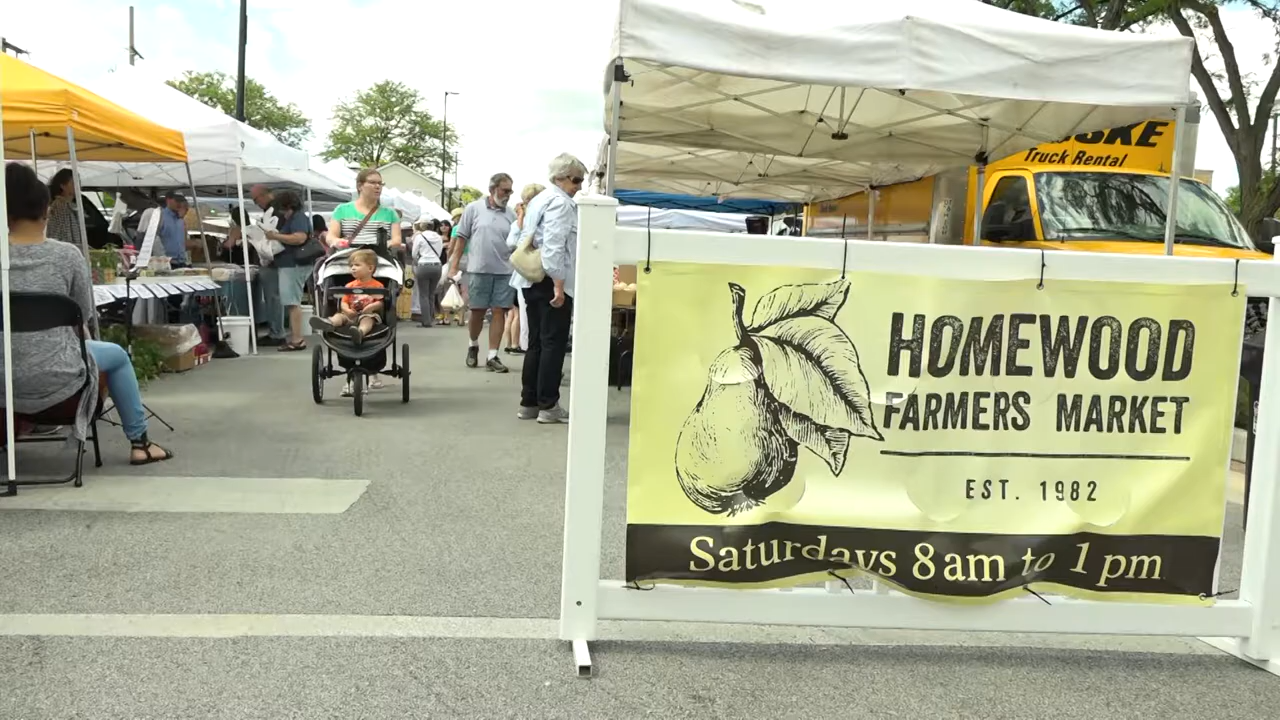 Truck Rental
HOMEWOOD
FARMERS MARKET
EST. 1982
Saturdays 8 am to 1 pm